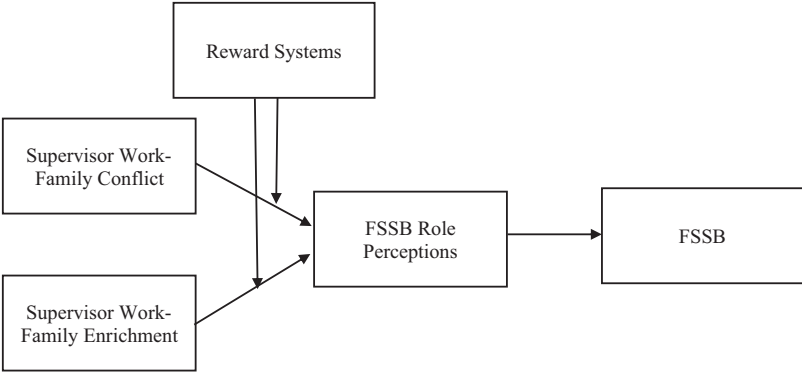 Reward Systems
Supervisor Work-
Family Conflict
FSSB Role
Perceptions
FSSB
Supervisor Work-
Family Enrichment